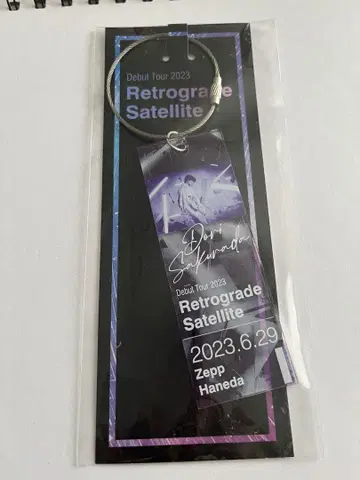 Debut Tour 2023
Retrograde
Satellite
Dori
Sakurada
Debut Tour 2023
Retrograde
Satellite
2023.6.29
Zepp
Haneda